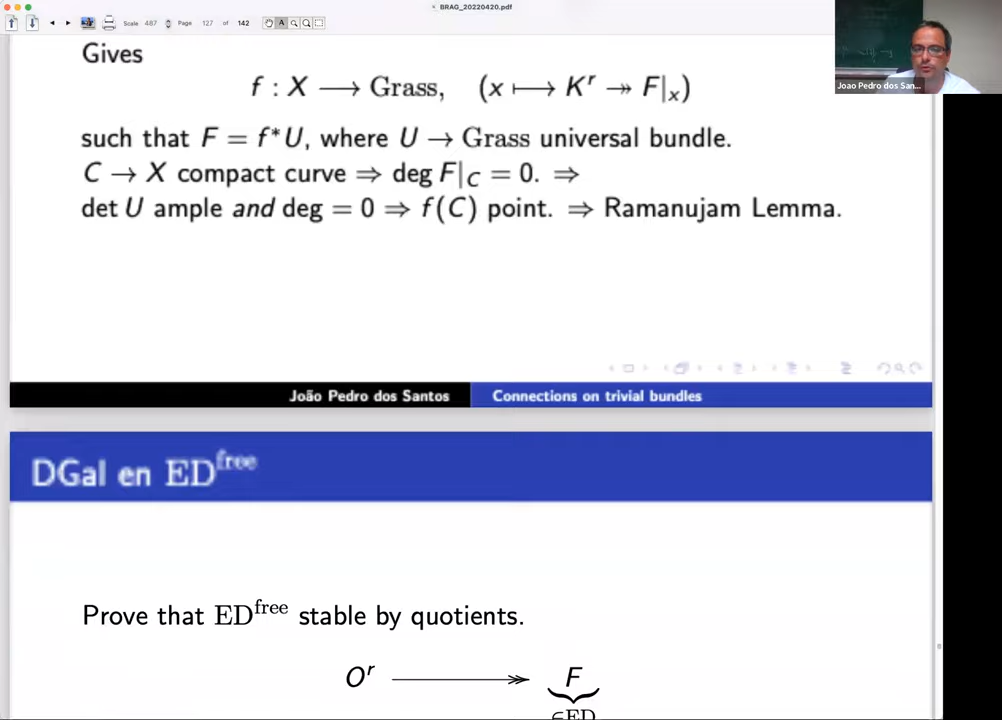 BRAG_20220420.pdf
Scale 487 Page 127 of 142
Joao Pedro dos San...
Gives
f : X ⟶ Grass, (x ⟼ K^r ↠ F|_x)
such that F = f*U, where U → Grass universal bundle.
C → X compact curve ⇒ deg F|_C = 0. ⇒
det U ample and deg = 0 ⇒ f(C) point. ⇒ Ramanujam Lemma.
João Pedro dos Santos Connections on trivial bundles
DGal en ED^free
Prove that ED^free stable by quotients.
O^r ↠ F
∈ED